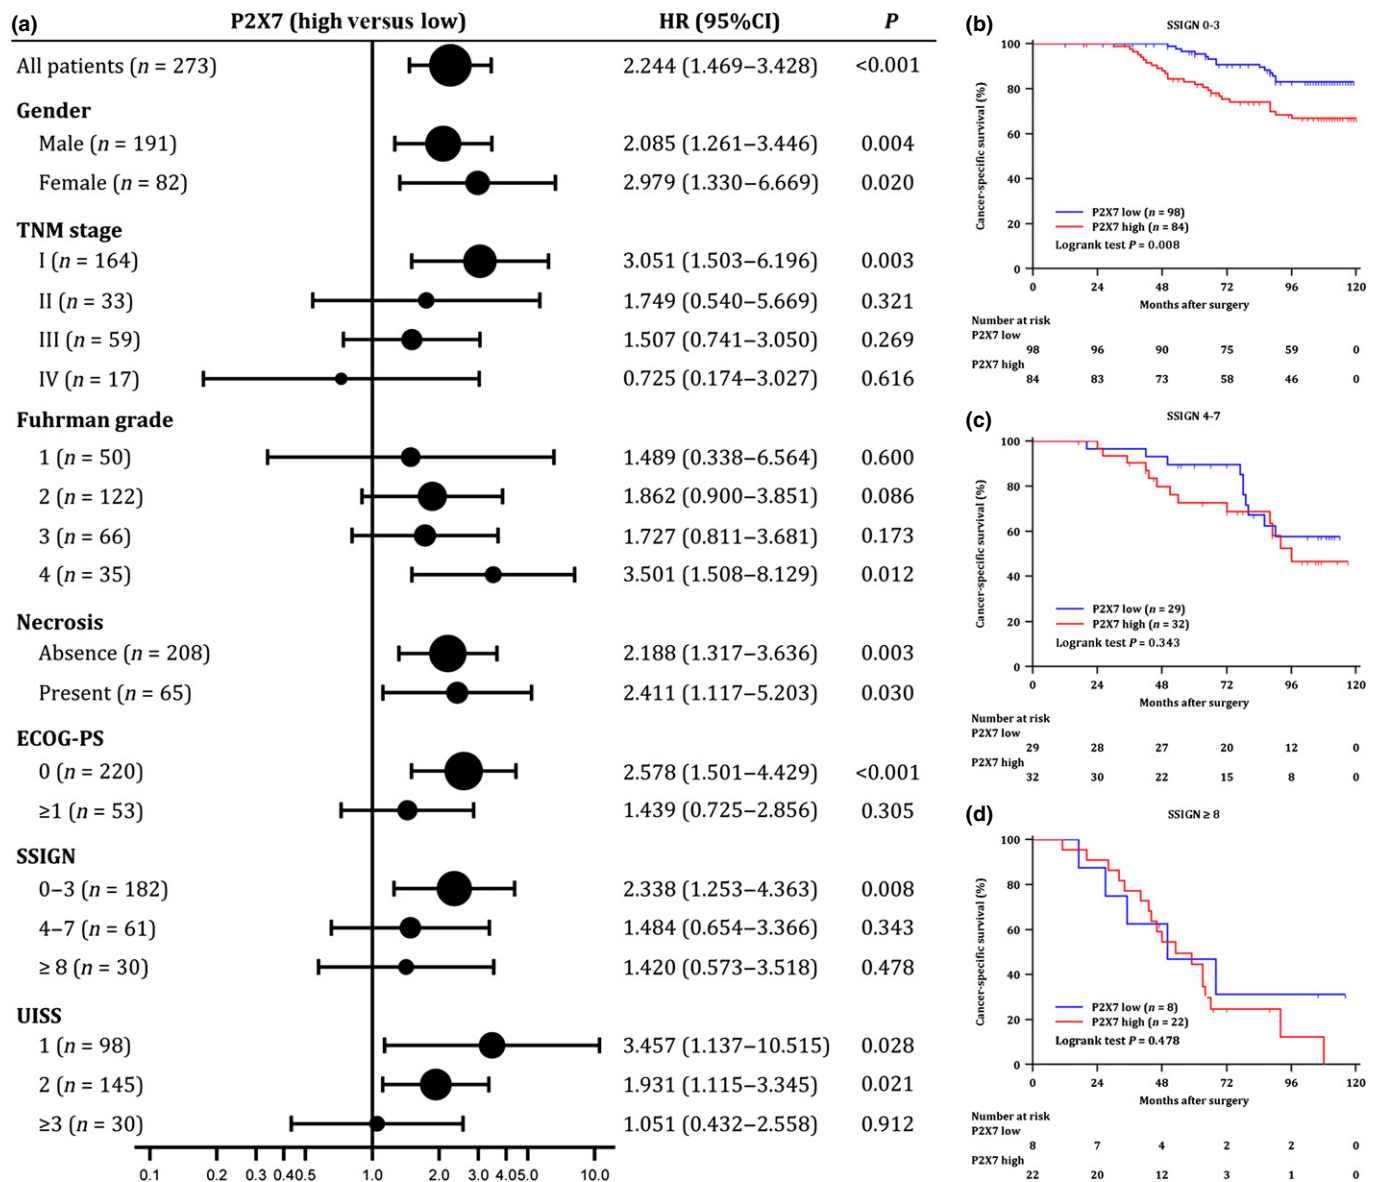 (a) P2X7 (high versus low) HR (95%CI) P
All patients (n = 273) 2.244 (1.469–3.428) <0.001
Gender
Male (n = 191) 2.085 (1.261–3.446) 0.004
Female (n = 82) 2.979 (1.330–6.669) 0.020
TNM stage
I (n = 164) 3.051 (1.503–6.196) 0.003
II (n = 33) 1.749 (0.540–5.669) 0.321
III (n = 59) 1.507 (0.741–3.050) 0.269
IV (n = 17) 0.725 (0.174–3.027) 0.616
Fuhrman grade
1 (n = 50) 1.489 (0.338–6.564) 0.600
2 (n = 122) 1.862 (0.900–3.851) 0.086
3 (n = 66) 1.727 (0.811–3.681) 0.173
4 (n = 35) 3.501 (1.508–8.129) 0.012
Necrosis
Absence (n = 208) 2.188 (1.317–3.636) 0.003
Present (n = 65) 2.411 (1.117–5.203) 0.030
ECOG-PS
0 (n = 220) 2.578 (1.501–4.429) <0.001
≥1 (n = 53) 1.439 (0.725–2.856) 0.305
SSIGN
0–3 (n = 182) 2.338 (1.253–4.363) 0.008
4–7 (n = 61) 1.484 (0.654–3.366) 0.343
≥ 8 (n = 30) 1.420 (0.573–3.518) 0.478
UISS
1 (n = 98) 3.457 (1.137–10.515) 0.028
2 (n = 145) 1.931 (1.115–3.345) 0.021
≥3 (n = 30) 1.051 (0.432–2.558) 0.912
0.1 0.2 0.3 0.4 0.5 1.0 2.0 3.0 4.0 5.0 10.0
(b) SSIGN 0-3
Cancer-specific survival (%)
100
80
60
40
20
0
P2X7 low (n = 98)
P2X7 high (n = 84)
Logrank test P = 0.008
0 24 48 72 96 120
Months after surgery
Number at risk
P2X7 low
98 96 90 75 59 0
P2X7 high
84 83 73 58 46 0
(c) SSIGN 4-7
Cancer-specific survival (%)
100
80
60
40
20
0
P2X7 low (n = 29)
P2X7 high (n = 32)
Logrank test P = 0.343
0 24 48 72 96 120
Months after surgery
Number at risk
P2X7 low
29 28 27 20 12 0
P2X7 high
32 30 22 15 8 0
(d) SSIGN ≥ 8
Cancer-specific survival (%)
100
80
60
40
20
0
P2X7 low (n = 8)
P2X7 high (n = 22)
Logrank test P = 0.478
0 24 48 72 96 120
Months after surgery
Number at risk
P2X7 low
8 7 4 2 2 0
P2X7 high
22 20 12 3 1 0